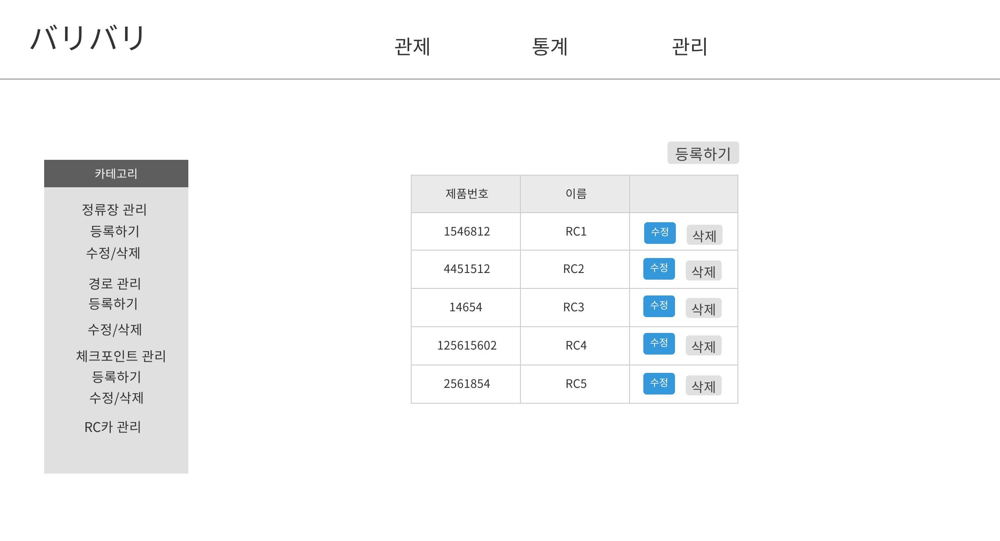 バリバリ
관제 통계 관리
등록하기
카테고리
정류장 관리
등록하기
수정/삭제
경로 관리
등록하기
수정/삭제
체크포인트 관리
등록하기
수정/삭제
RC카 관리
제품번호 이름
1546812 RC1 수정 삭제
4451512 RC2 수정 삭제
14654 RC3 수정 삭제
125615602 RC4 수정 삭제
2561854 RC5 수정 삭제